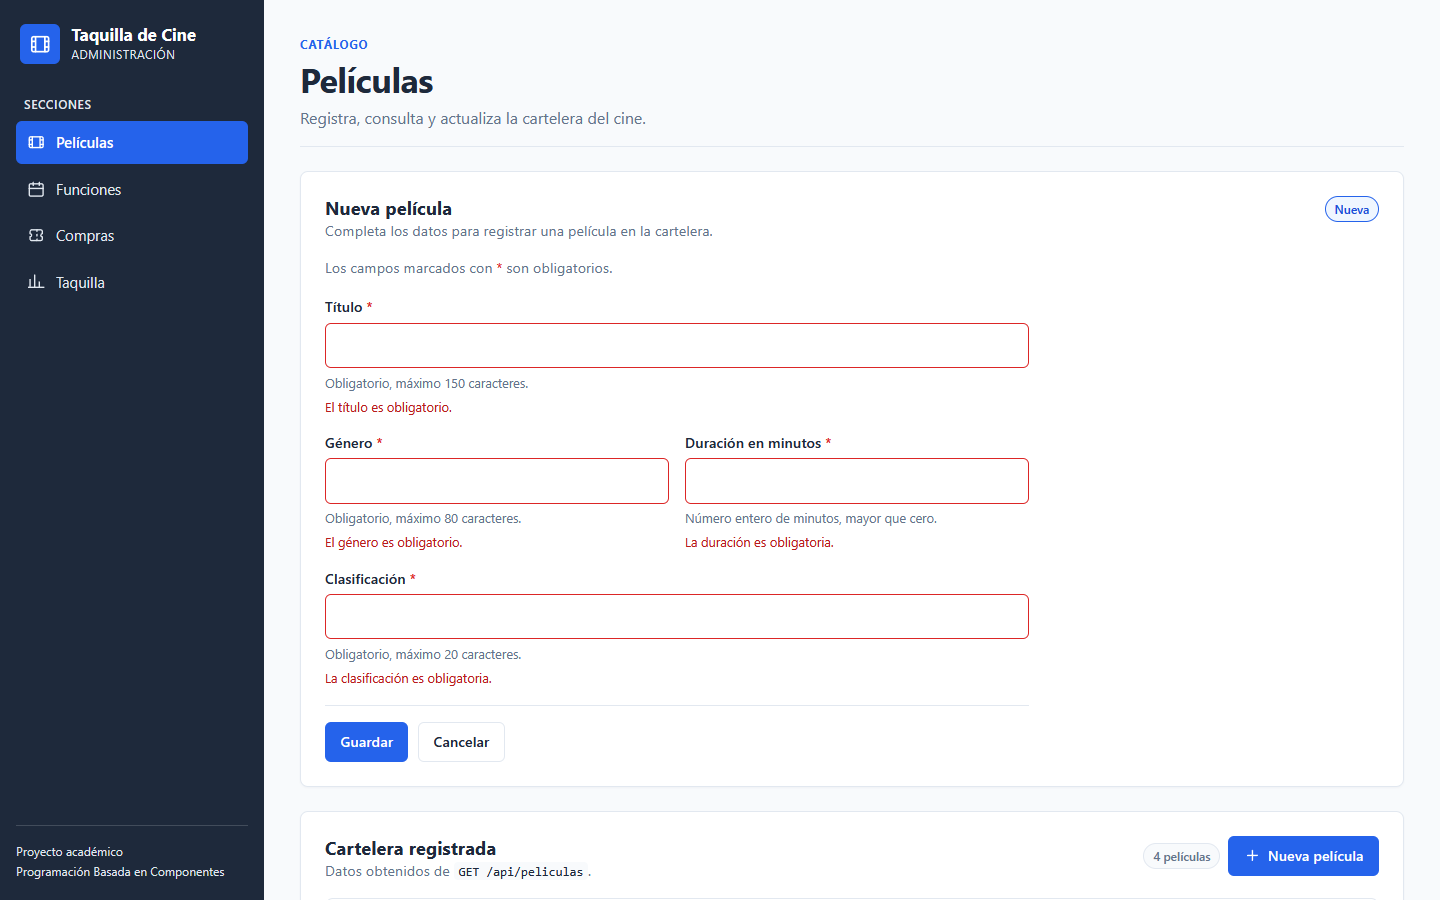 Taquilla de Cine
ADMINISTRACIÓN
SECCIONES
Películas
Funciones
Compras
Taquilla
Proyecto académico
Programación Basada en Componentes
CATÁLOGO
Películas
Registra, consulta y actualiza la cartelera del cine.
Nueva película
Nueva
Completa los datos para registrar una película en la cartelera.
Los campos marcados con * son obligatorios.
Título *
Obligatorio, máximo 150 caracteres.
El título es obligatorio.
Género *
Obligatorio, máximo 80 caracteres.
El género es obligatorio.
Duración en minutos *
Número entero de minutos, mayor que cero.
La duración es obligatoria.
Clasificación *
Obligatorio, máximo 20 caracteres.
La clasificación es obligatoria.
Guardar
Cancelar
Cartelera registrada
Datos obtenidos de GET /api/peliculas.
4 películas
+ Nueva película